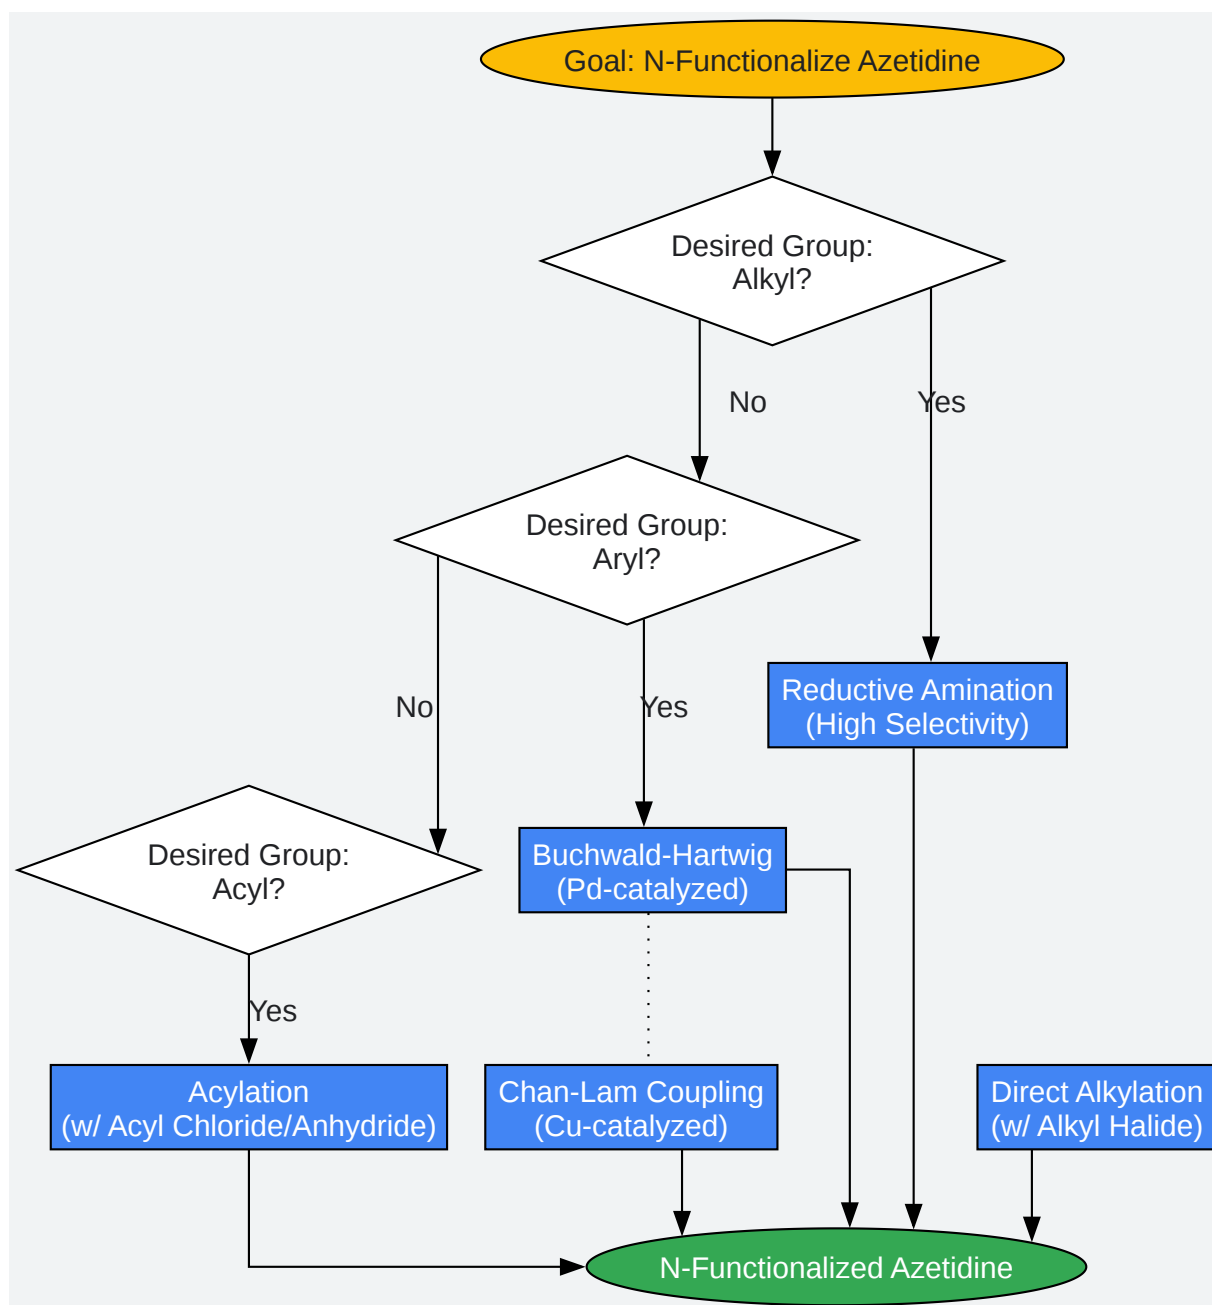 Goal: N-Functionalize Azetidine
Desired Group:
Alkyl?
No
Yes
Desired Group:
Aryl?
No
Yes
Reductive Amination
(High Selectivity)
Desired Group:
Acyl?
Buchwald-Hartwig
(Pd-catalyzed)
Yes
Acylation
(w/ Acyl Chloride/Anhydride)
Chan-Lam Coupling
(Cu-catalyzed)
Direct Alkylation
(w/ Alkyl Halide)
N-Functionalized Azetidine